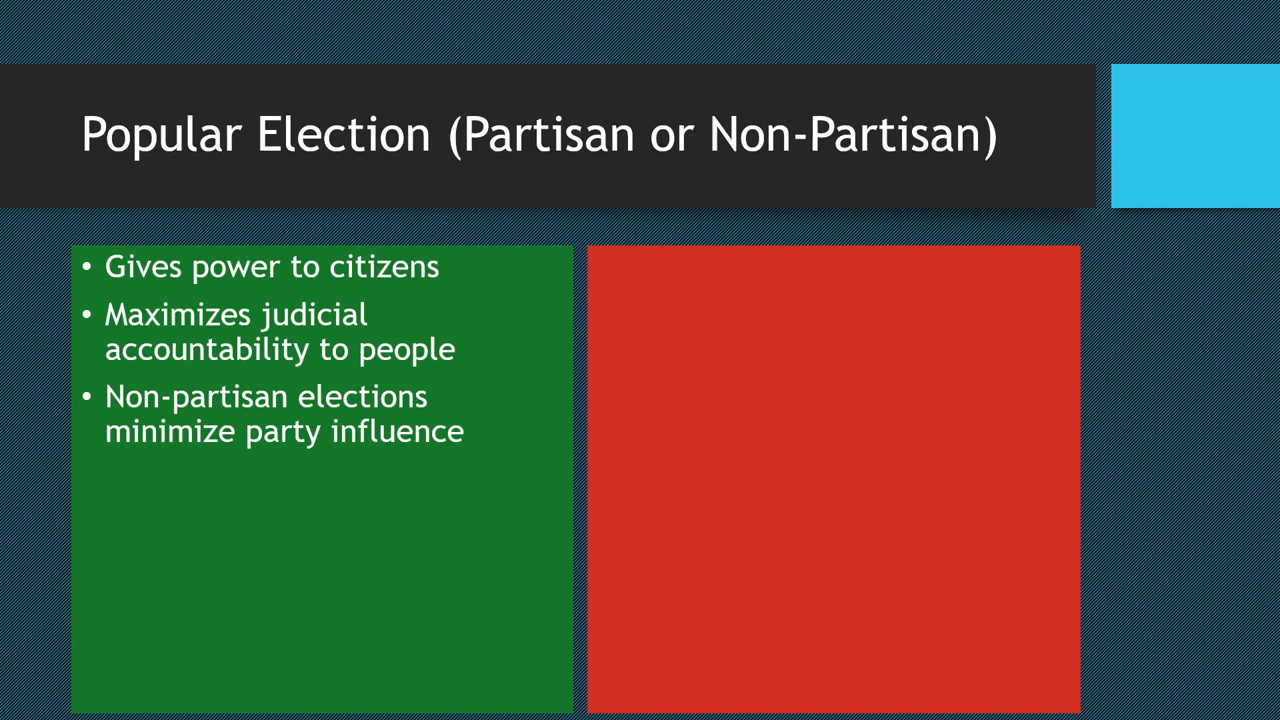 Popular Election (Partisan or Non-Partisan)
• Gives power to citizens
• Maximizes judicial
accountability to people
• Non-partisan elections
minimize party influence